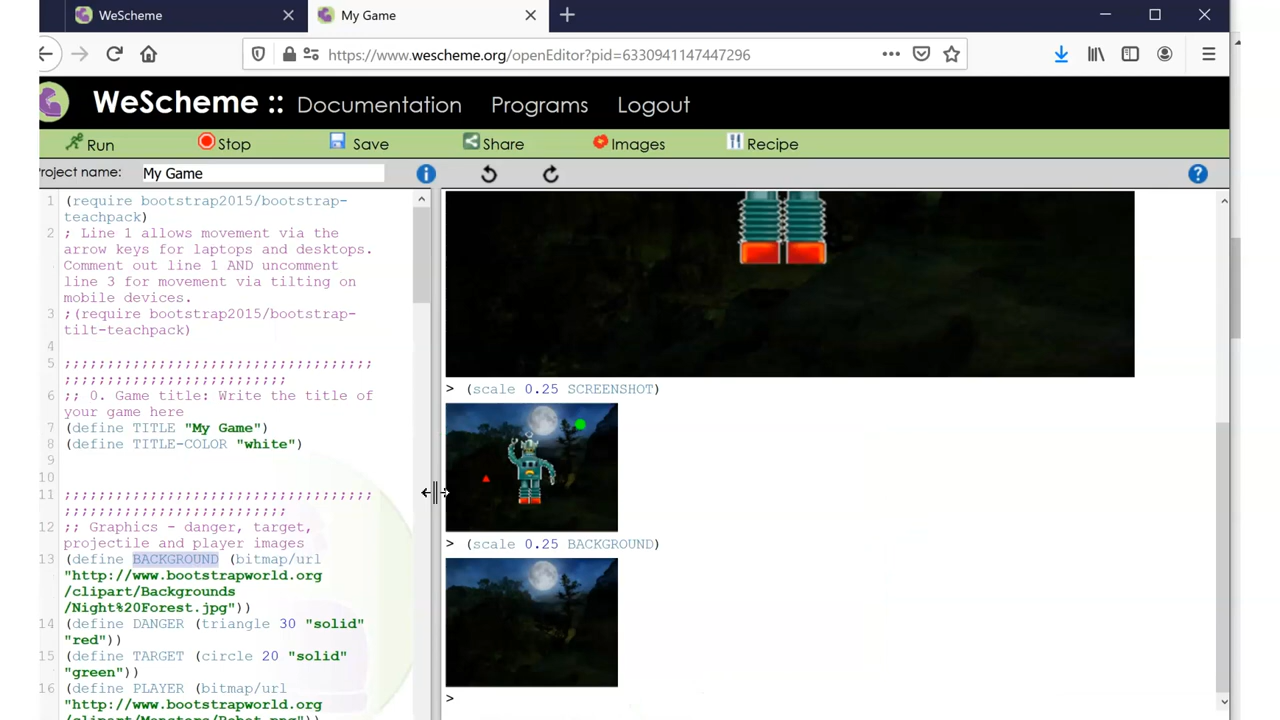 WeScheme
My Game
https://www.wescheme.org/openEditor?pid=6330941147447296
WeScheme :: Documentation Programs Logout
Run Stop Save Share Images Recipe
roject name: My Game
1 (require bootstrap2015/bootstrap-
teachpack)
2 ; Line 1 allows movement via the
arrow keys for laptops and desktops.
Comment out line 1 AND uncomment
line 3 for movement via tilting on
mobile devices.
3 ;(require bootstrap2015/bootstrap-
tilt-teachpack)
4
5 ;;;;;;;;;;;;;;;;;;;;;;;;;;;;;;;;;;;;
;;;;;;;;;;;;;;;;;;;;;;;;;;
6 ;; 0. Game title: Write the title of
your game here
7 (define TITLE "My Game")
8 (define TITLE-COLOR "white")
9
10
11 ;;;;;;;;;;;;;;;;;;;;;;;;;;;;;;;;;;;;
;;;;;;;;;;;;;;;;;;;;;;;;;;
12 ;; Graphics - danger, target,
projectile and player images
13 (define BACKGROUND (bitmap/url
"http://www.bootstrapworld.org
/clipart/Backgrounds
/Night%20Forest.jpg"))
14 (define DANGER (triangle 30 "solid"
"red"))
15 (define TARGET (circle 20 "solid"
"green"))
16 (define PLAYER (bitmap/url
"http://www.bootstrapworld.org
/clipart/Monsters/Robot.png"))
> (scale 0.25 SCREENSHOT)
> (scale 0.25 BACKGROUND)
>